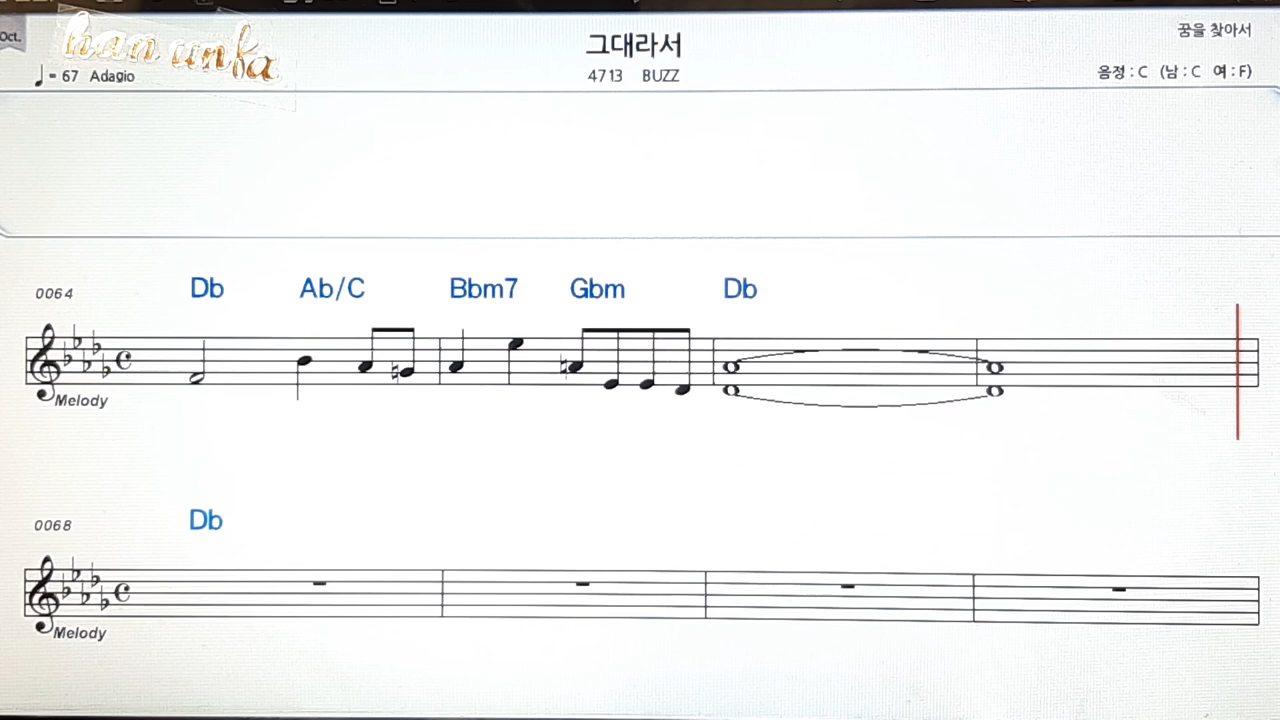 Oct.
han unfa
그대라서
꿈을 찾아서
♩= 67 Adagio
4713 BUZZ
음정 : C (남 : C 여 : F)
0064
Db Ab/C Bbm7 Gbm Db
Melody
0068
Db
Melody